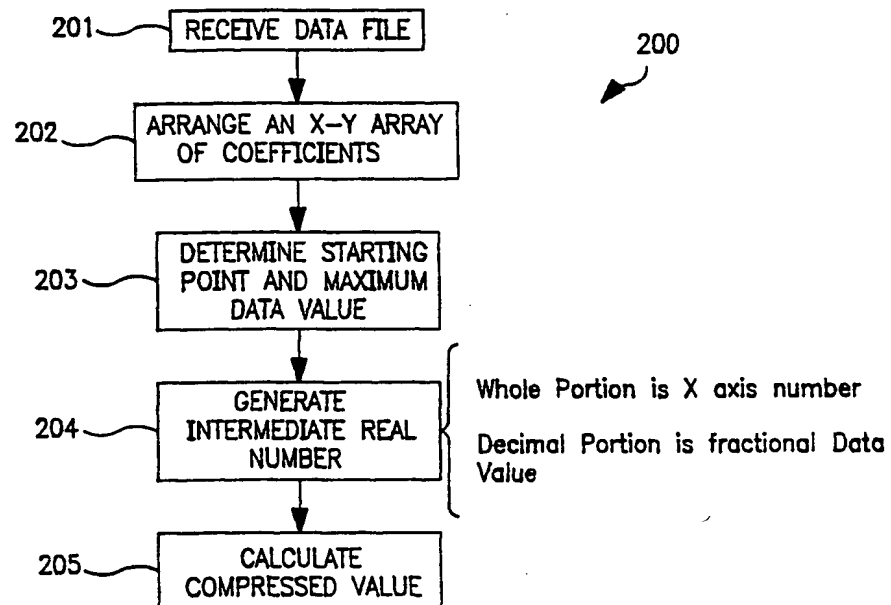 201
RECEIVE DATA FILE
200
202
ARRANGE AN X-Y ARRAY
OF COEFFICIENTS
203
DETERMINE STARTING
POINT AND MAXIMUM
DATA VALUE
204
GENERATE
INTERMEDIATE REAL
NUMBER
Whole Portion is X axis number
Decimal Portion is fractional Data
Value
205
CALCULATE
COMPRESSED VALUE